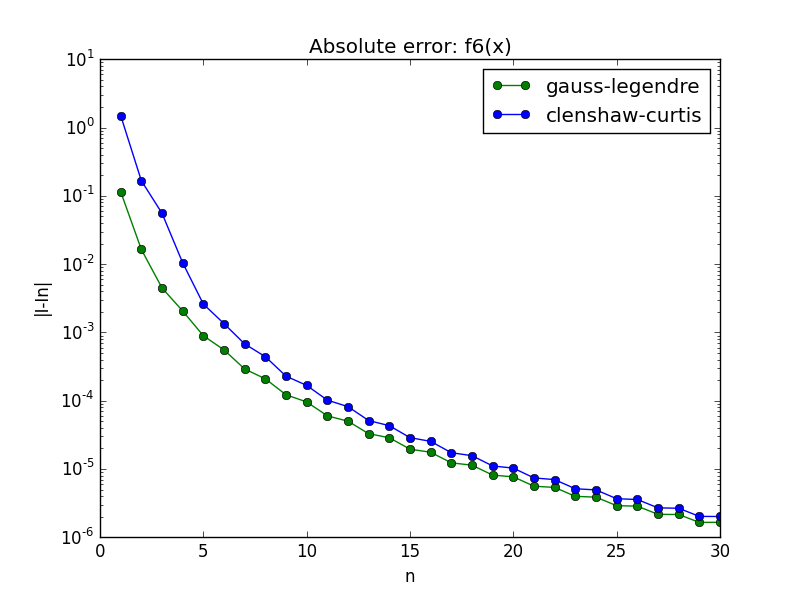 Absolute error: f6(x)
gauss-legendre
clenshaw-curtis
|I-In|
10^1
10^0
10^-1
10^-2
10^-3
10^-4
10^-5
10^-6
0 5 10 15 20 25 30
n